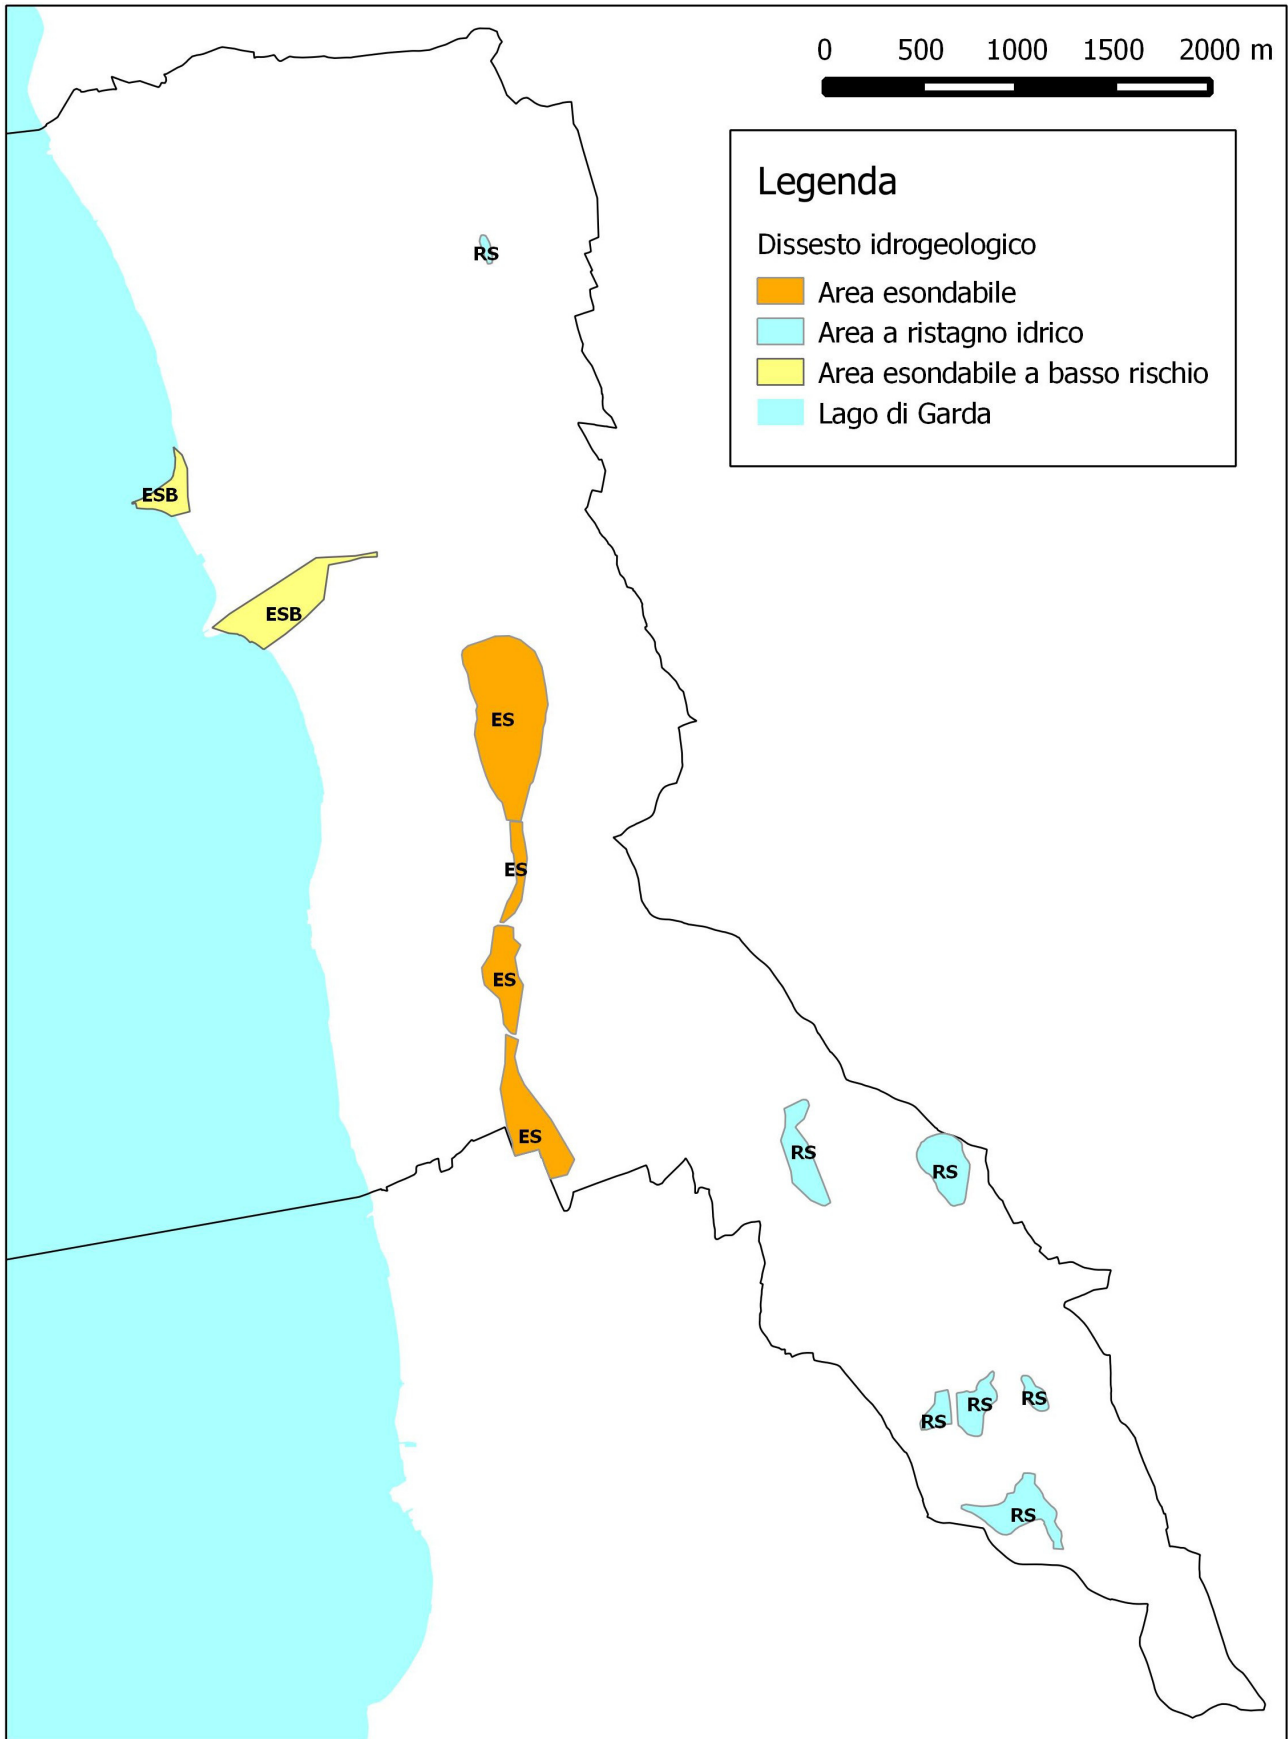 0 500 1000 1500 2000 m
Legenda
Dissesto idrogeologico
Area esondabile
Area a ristagno idrico
Area esondabile a basso rischio
Lago di Garda
RS
ESB
ESB
ES
ES
ES
ES
RS
RS
RS
RS
RS
RS